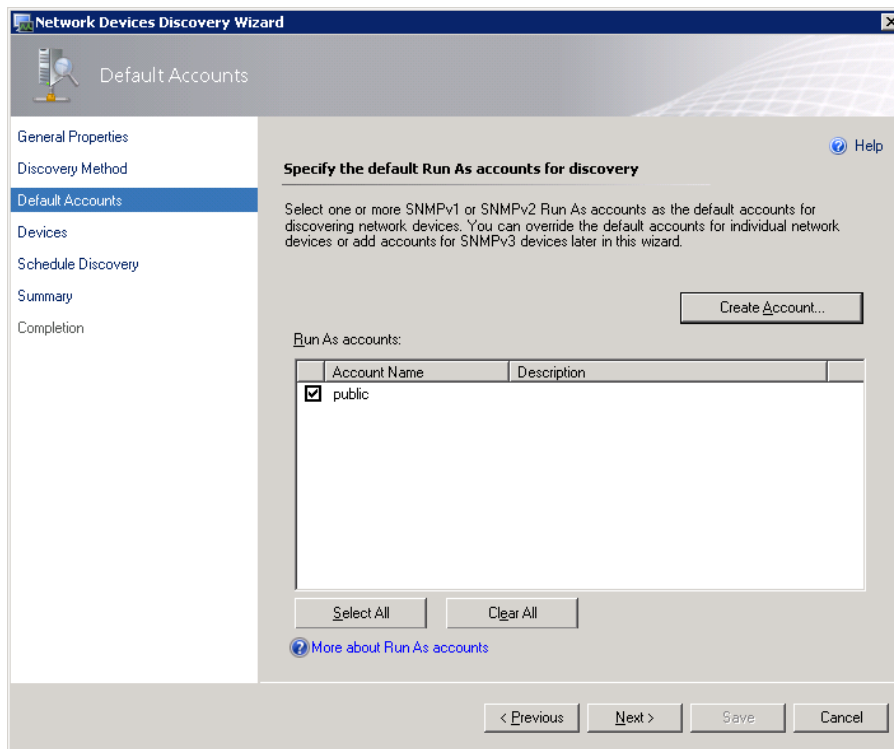 Network Devices Discovery Wizard
Default Accounts
General Properties
Discovery Method
Default Accounts
Devices
Schedule Discovery
Summary
Completion
Help
Specify the default Run As accounts for discovery
Select one or more SNMPv1 or SNMPv2 Run As accounts as the default accounts for
discovering network devices. You can override the default accounts for individual network
devices or add accounts for SNMPv3 devices later in this wizard.
Create Account...
Run As accounts:
Account Name Description
public
Select All Clear All
More about Run As accounts
< Previous Next > Save Cancel